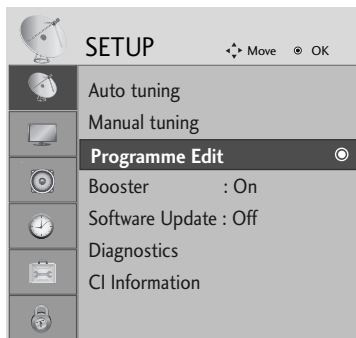 SETUP Move OK
Auto tuning
Manual tuning
Programme Edit
Booster : On
Software Update : Off
Diagnostics
CI Information